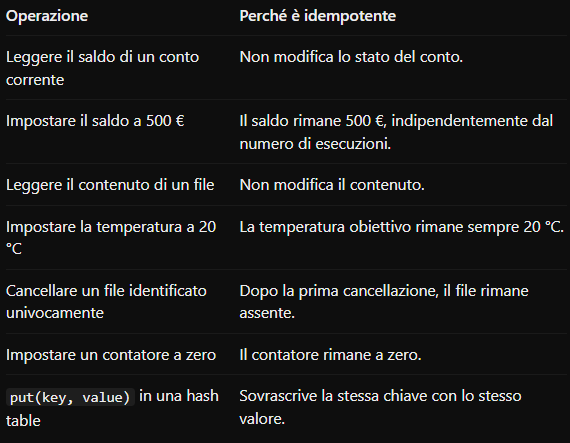 Operazione Perché è idempotente
Leggere il saldo di un conto Non modifica lo stato del conto.
corrente
Impostare il saldo a 500 € Il saldo rimane 500 €, indipendentemente dal
numero di esecuzioni.
Leggere il contenuto di un file Non modifica il contenuto.
Impostare la temperatura a 20 La temperatura obiettivo rimane sempre 20 °C.
°C
Cancellare un file identificato Dopo la prima cancellazione, il file rimane
univocamente assente.
Impostare un contatore a zero Il contatore rimane a zero.
put(key, value) in una hash Sovrascrive la stessa chiave con lo stesso
table valore.